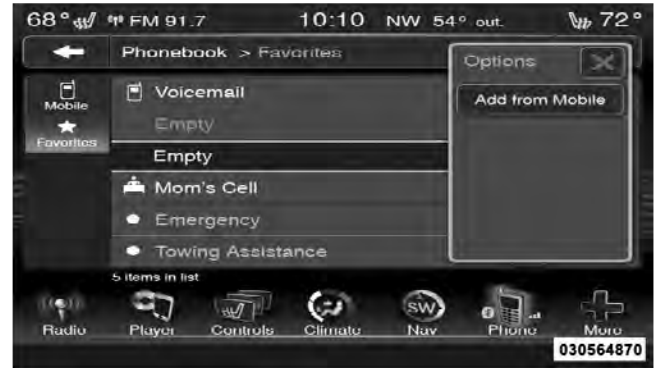 68° FM 91.7 10:10 NW 54° out. 72°
Phonebook > Favorites
Options
Mobile
Voicemail
Add from Mobile
Empty
Favorites
Empty
Mom's Cell
Emergency
Towing Assistance
5 items in list
Radio Player Controls Climate SW Nav Phone More
030564870